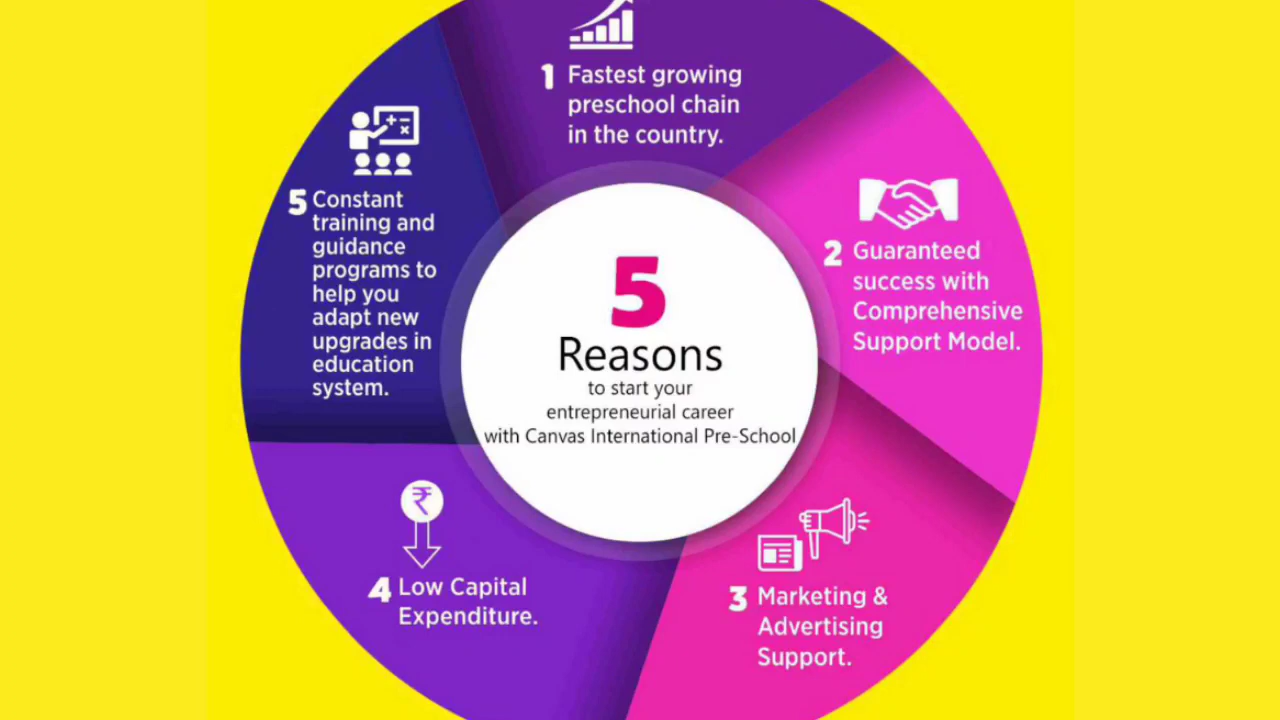 5
Reasons
to start your
entrepreneurial career
with Canvas International Pre-School
1 Fastest growing
preschool chain
in the country.
2 Guaranteed
success with
Comprehensive
Support Model.
3 Marketing &
Advertising
Support.
₹
4 Low Capital
Expenditure.
5 Constant
training and
guidance
programs to
help you
adapt new
upgrades in
education
system.